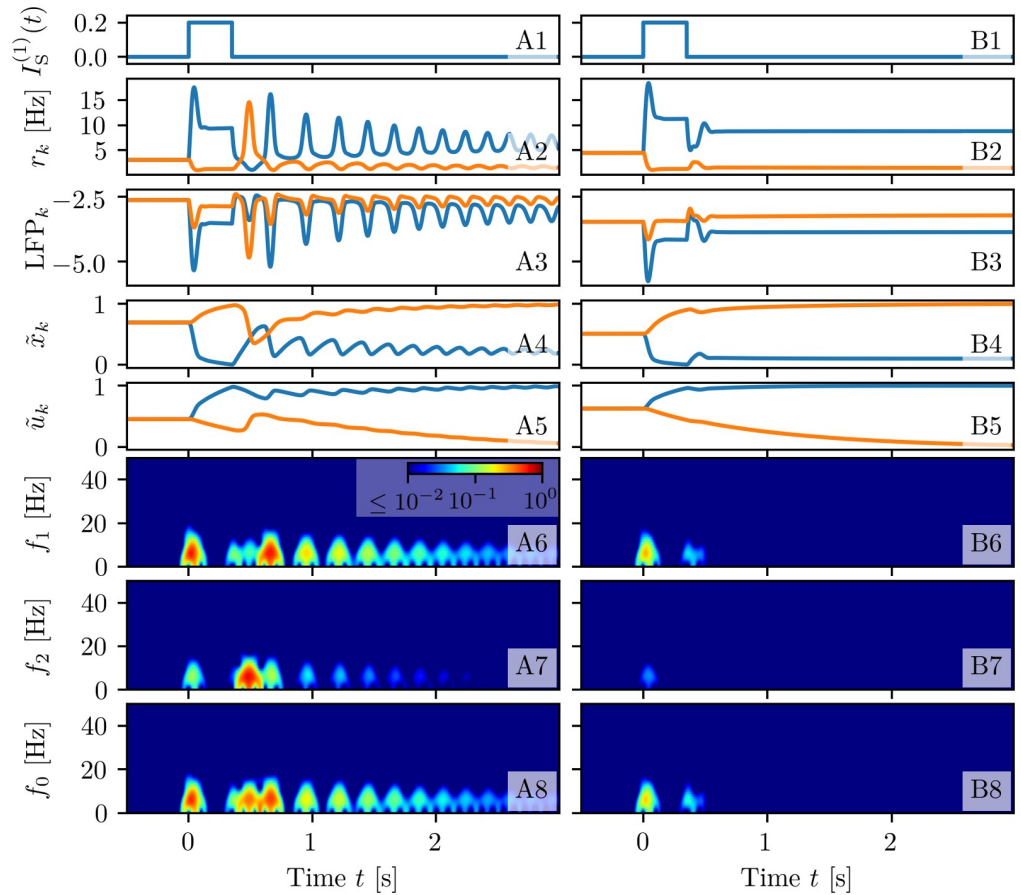 I_S^(1)(t)
0.2
0.0
A1
B1
r_k [Hz]
15
10
5
A2
B2
LFP_k
−2.5
−5.0
A3
B3
x̃_k
1
0
A4
B4
ũ_k
1
0
A5
B5
f_1 [Hz]
40
20
0
≤ 10^−2 10^−1 10^0
A6
B6
f_2 [Hz]
40
20
0
A7
B7
f_0 [Hz]
40
20
0
A8
B8
0 1 2
0 1 2
Time t [s]
Time t [s]